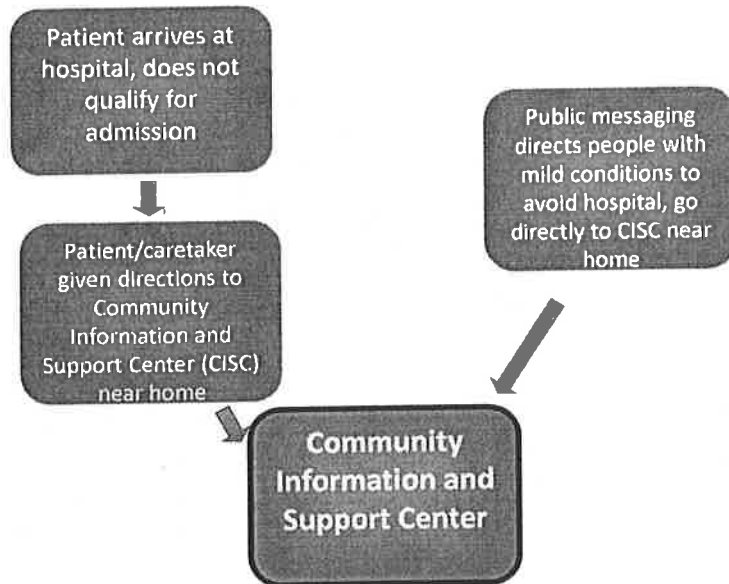 Patient arrives at
hospital, does not
qualify for
admission
Patient/caretaker
given directions to
Community
Information and
Support Center (CISC)
near home
Public messaging
directs people with
mild conditions to
avoid hospital, go
directly to CISC near
home
Community
Information and
Support Center